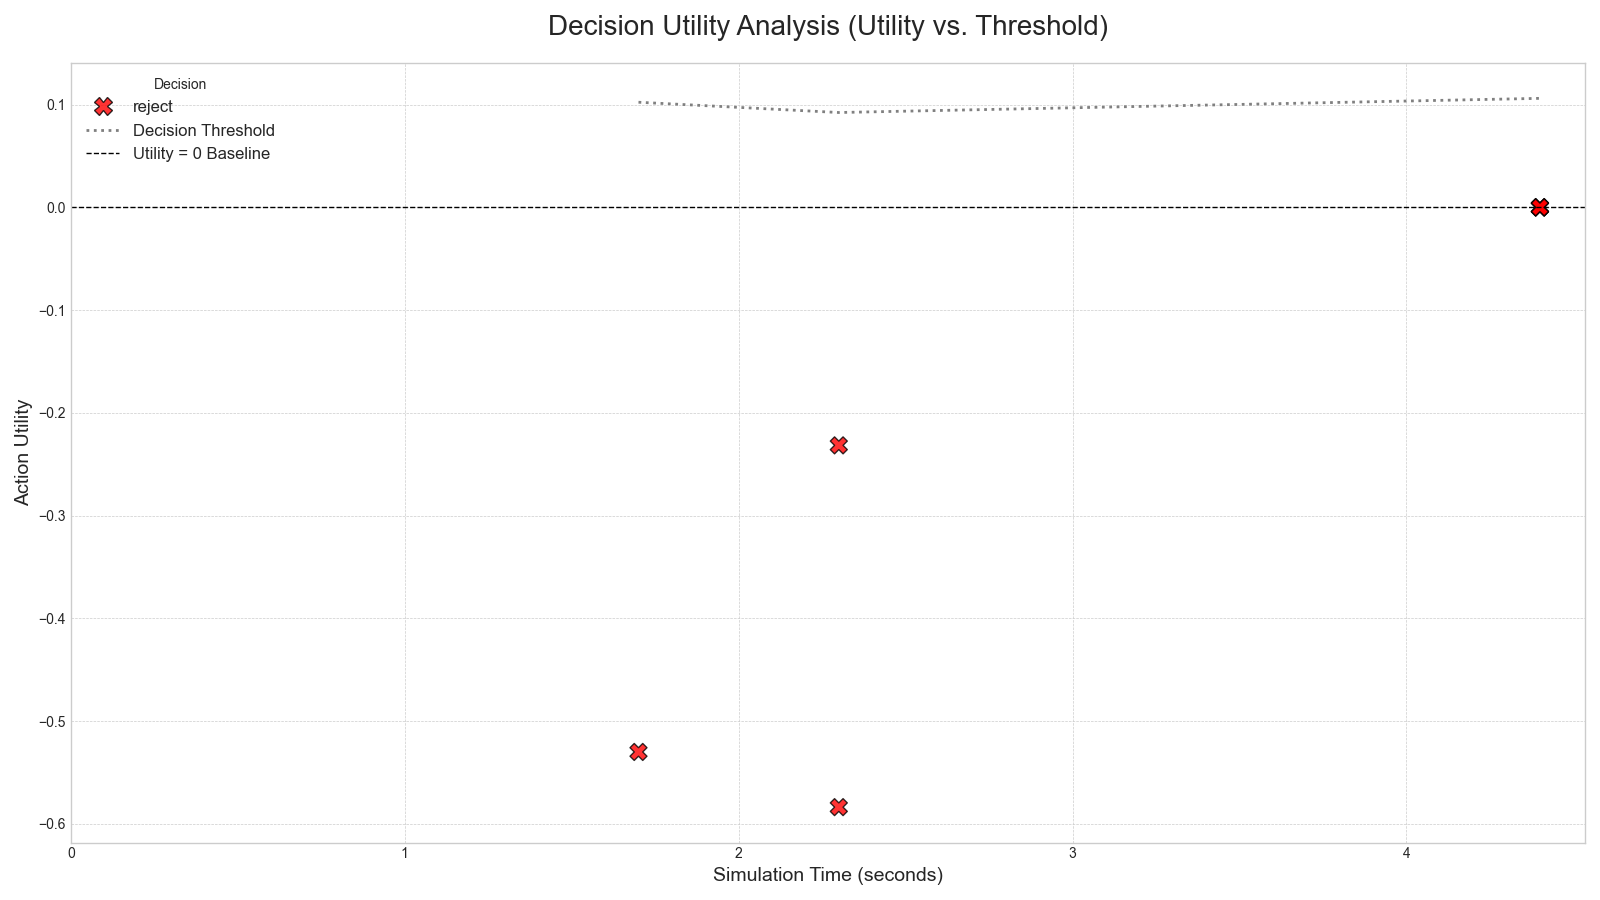 Decision Utility Analysis (Utility vs. Threshold)
Decision
reject
Decision Threshold
Utility = 0 Baseline
0.1
0.0
−0.1
−0.2
−0.3
−0.4
−0.5
−0.6
Action Utility
0
1
2
3
4
Simulation Time (seconds)